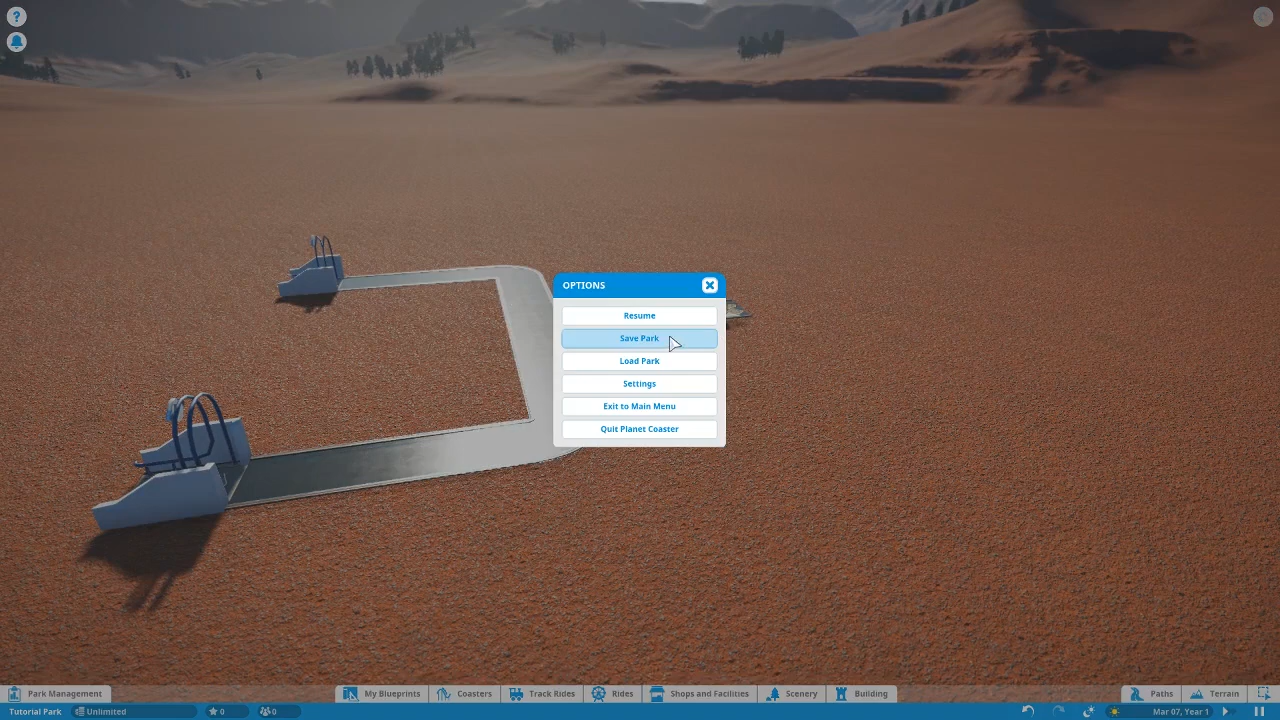 ?
OPTIONS
Resume
Save Park
Load Park
Settings
Exit to Main Menu
Quit Planet Coaster
Park Management
My Blueprints
Coasters
Track Rides
Rides
Shops and Facilities
Scenery
Building
Paths
Terrain
Tutorial Park
Unlimited
0
0
Mar 07, Year 1